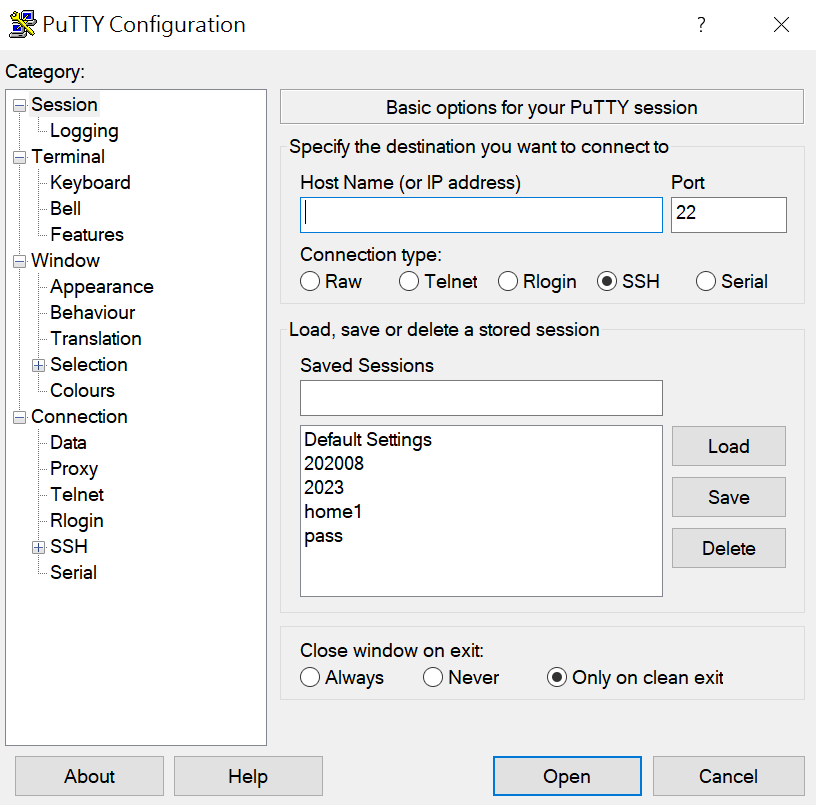 PuTTY Configuration
?
Category:
Session
Logging
Terminal
Keyboard
Bell
Features
Window
Appearance
Behaviour
Translation
Selection
Colours
Connection
Data
Proxy
Telnet
Rlogin
SSH
Serial
Basic options for your PuTTY session
Specify the destination you want to connect to
Host Name (or IP address) Port
22
Connection type:
Raw Telnet Rlogin SSH Serial
Load, save or delete a stored session
Saved Sessions
Default Settings
202008
2023
home1
pass
Load
Save
Delete
Close window on exit:
Always Never Only on clean exit
About Help Open Cancel